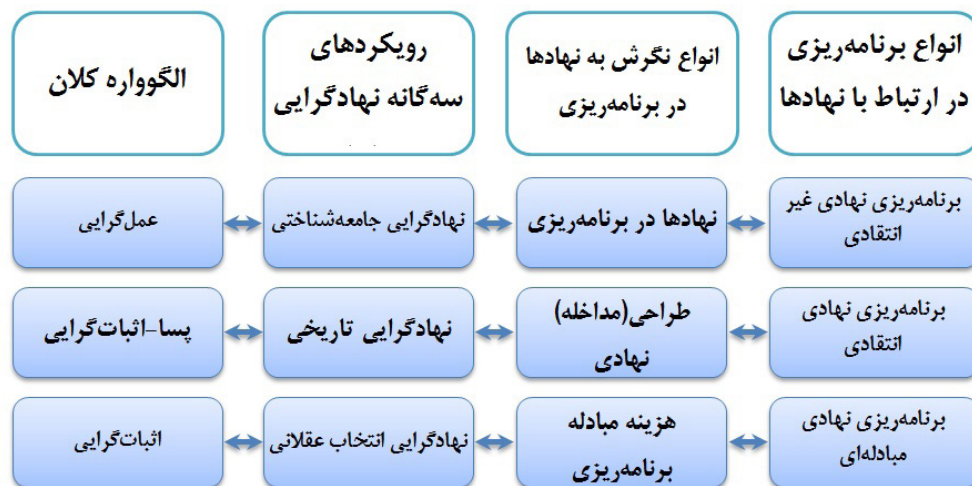 انواع برنامه‌ریزی
در ارتباط با نهادها
انواع نگرش به نهادها
در برنامه‌ریزی
رویکردهای
سه‌گانه نهادگرایی
الگوواره کلان
برنامه‌ریزی نهادی غیر
انتقادی
نهادها در برنامه‌ریزی
نهادگرایی جامعه‌شناختی
عمل‌گرایی
برنامه‌ریزی نهادی
انتقادی
طراحی(مداخله)
نهادی
نهادگرایی تاریخی
پسا-اثبات‌گرایی
برنامه‌ریزی نهادی
مبادله‌ای
هزینه مبادله
برنامه‌ریزی
نهادگرایی انتخاب عقلانی
اثبات‌گرایی